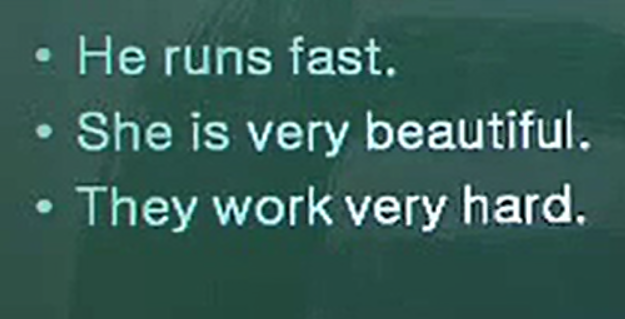 • He runs fast.
• She is very beautiful.
• They work very hard.